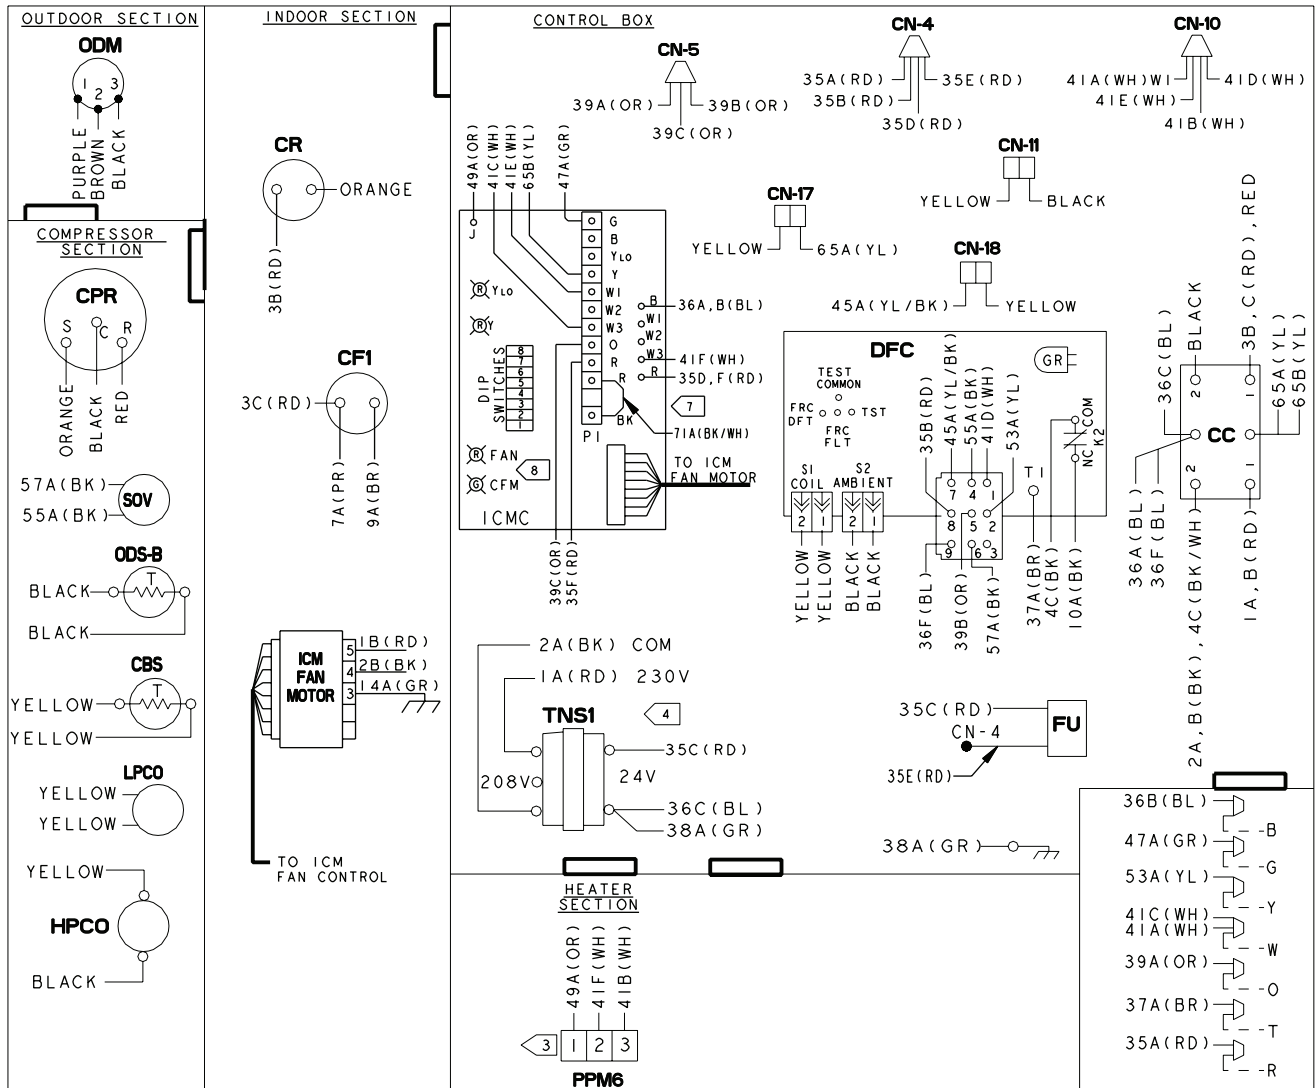 OUTDOOR SECTION
ODM
1 2 3
PURPLE
BROWN
BLACK
COMPRESSOR
SECTION
CPR
S C R
ORANGE
BLACK
RED
57A(BK)
SOV
55A(BK)
ODS-B
T
BLACK
BLACK
CBS
T
YELLOW
YELLOW
LPCO
YELLOW
YELLOW
YELLOW
HPCO
BLACK
INDOOR SECTION
CR
ORANGE
3B(RD)
CF1
3C(RD)
7A(PR)
9A(BR)
ICM
FAN
MOTOR
5 1B(RD)
4 2B(BK)
3 14A(GR)
TO ICM
FAN CONTROL
CONTROL BOX
CN-5
39A(OR)
39B(OR)
39C(OR)
CN-4
35A(RD)
35E(RD)
35B(RD)
35D(RD)
CN-10
41A(WH)W1
41D(WH)
41E(WH)
41B(WH)
CN-11
YELLOW
BLACK
CN-17
YELLOW
65A(YL)
CN-18
45A(YL/BK)
YELLOW
49A(OR)
41C(WH)
41E(WH)
65B(YL)
47A(GR)
J
G
B
YLO
Y
W1
W2
W3
O
R
P1
R YLO
R Y
DIP
SWITCHES
8
7
6
5
4
3
2
1
R FAN
G CFM
8
ICMC
B 36A,B(BL)
W1
W2
W3 41F(WH)
R 35D,F(RD)
R
BK
7
71A(BK/WH)
TO ICM
FAN MOTOR
39C(OR)
35F(RD)
DFC
GR
TEST
COMMON
FRC
DFT
TST
FRC
FLT
S1
COIL
S2
AMBIENT
2 1 2 1
YELLOW
YELLOW
BLACK
BLACK
35B(RD)
45A(YL/BK)
55A(BK)
41D(WH)
53A(YL)
7 4 1
8 5 2
9 6 3
36F(BL)
39B(OR)
57A(BK)
T1
COM
K2
NC
37A(BR)
4C(BK)
10A(BK)
36C(BL)
BLACK
3B,C(RD),RED
65A(YL)
65B(YL)
2 1
CC
2 1
36A(BL)
36F(BL)
2A,B(BK),4C(BK/WH)
1A,B(RD)
2A(BK) COM
1A(RD) 230V
TNS1
4
35C(RD)
208V
24V
36C(BL)
38A(GR)
35C(RD)
CN-4
FU
35E(RD)
38A(GR)
HEATER
SECTION
49A(OR)
41F(WH)
41B(WH)
3
1 2 3
PPM6
36B(BL)
B
47A(GR)
G
53A(YL)
Y
41C(WH)
41A(WH)
W
39A(OR)
O
37A(BR)
T
35A(RD)
R